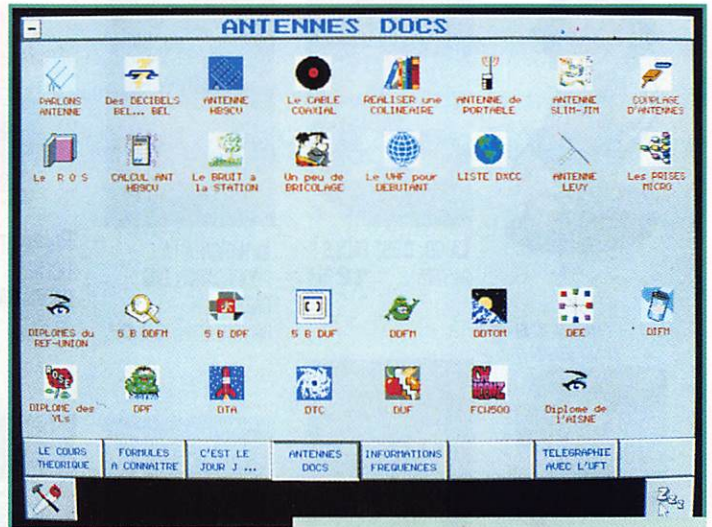 ANTENNES DOCS
PARLONS
ANTENNE
Des DECIBELS
BEL... BEL
ANTENNE
HB9CV
Le CABLE
COAXIAL
REALISER une
COLINEAIRE
ANTENNE de
PORTABLE
ANTENNE
SLIM-JIM
COUPLAGE
D'ANTENNES
Le R O S
CALCUL ANT
HB9CV
Le BRUIT a
la STATION
Un peu de
BRICOLAGE
Le VHF pour
DEBUTANT
LISTE DXCC
ANTENNE
LEVY
Les PRISES
MICRO
DIPLOMES du
REF-UNION
5 B DDFM
5 B DPF
5 B DUF
DDFM
DDTOM
DEE
DIFM
DIPLOME des
YLs
DPF
DTA
DTC
DUF
FCW500
Diplome de
l'AISNE
LE COURS
THEORIQUE
FORMULES
A CONNAITRE
C'EST LE
JOUR J ...
ANTENNES
DOCS
INFORMATIONS
FREQUENCES
TELEGRAPHIE
AVEC L'UFT